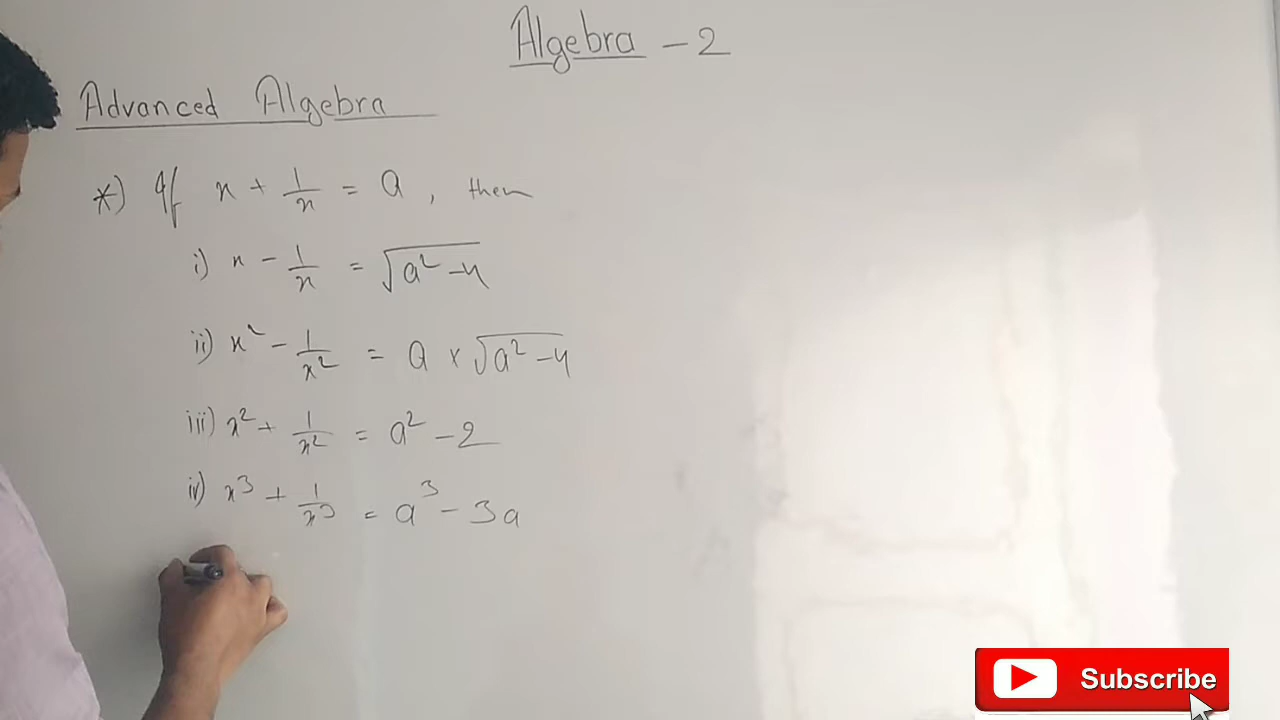 Algebra - 2
Advanced Algebra
*) If x + 1/x = a, then
i) x - 1/x = √(a² - 4)
ii) x² - 1/x² = a × √(a² - 4)
iii) x² + 1/x² = a² - 2
iv) x³ + 1/x³ = a³ - 3a
Subscribe